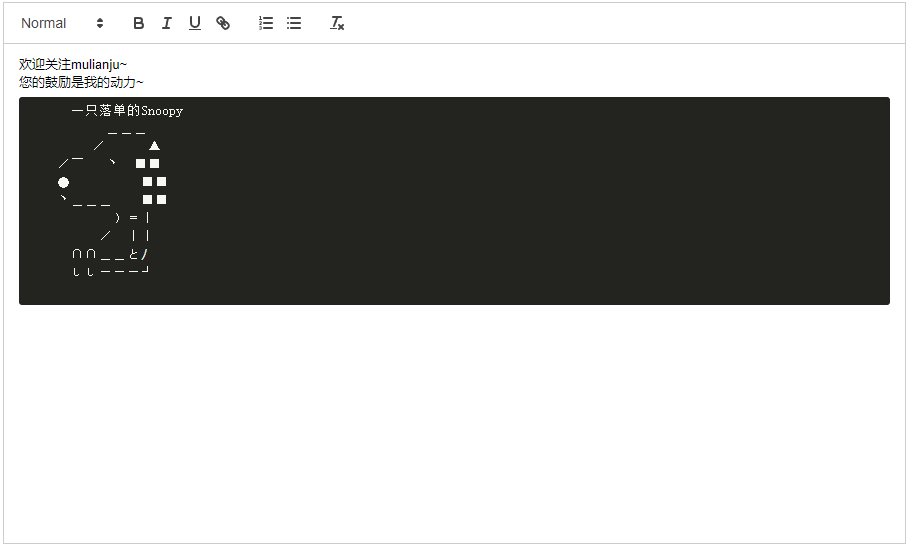 Normal
欢迎关注mulianju~
您的鼓励是我的动力~
一只落单的Snoopy
＿＿＿
／　　　▲
／￣　 ヽ　■■
●　　　　　■■
ヽ＿＿＿　　■■
）＝｜
／　｜｜
∩∩＿＿とﾉ
しし———┘